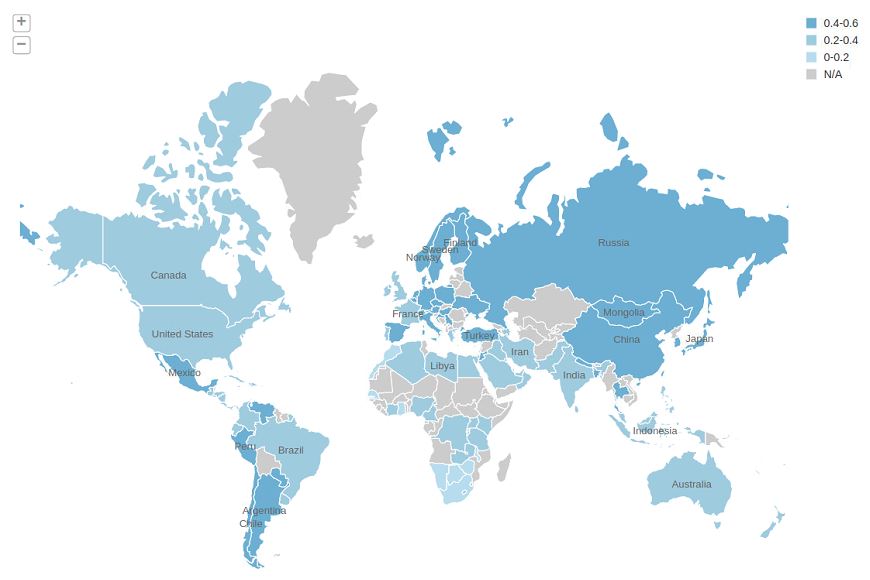 +
−
0.4-0.6
0.2-0.4
0-0.2
N/A
Finland
Sweden
Norway
Russia
Canada
France
Mongolia
United States
Turkey
China
Japan
Iran
Libya
Mexico
India
Indonesia
Peru
Brazil
Australia
Argentina
Chile